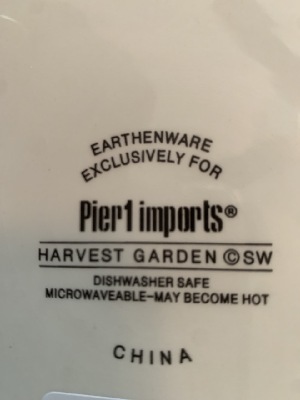 EARTHENWARE
EXCLUSIVELY FOR
Pier1 imports®
HARVEST GARDEN ©SW
DISHWASHER SAFE
MICROWAVEABLE-MAY BECOME HOT
CHINA